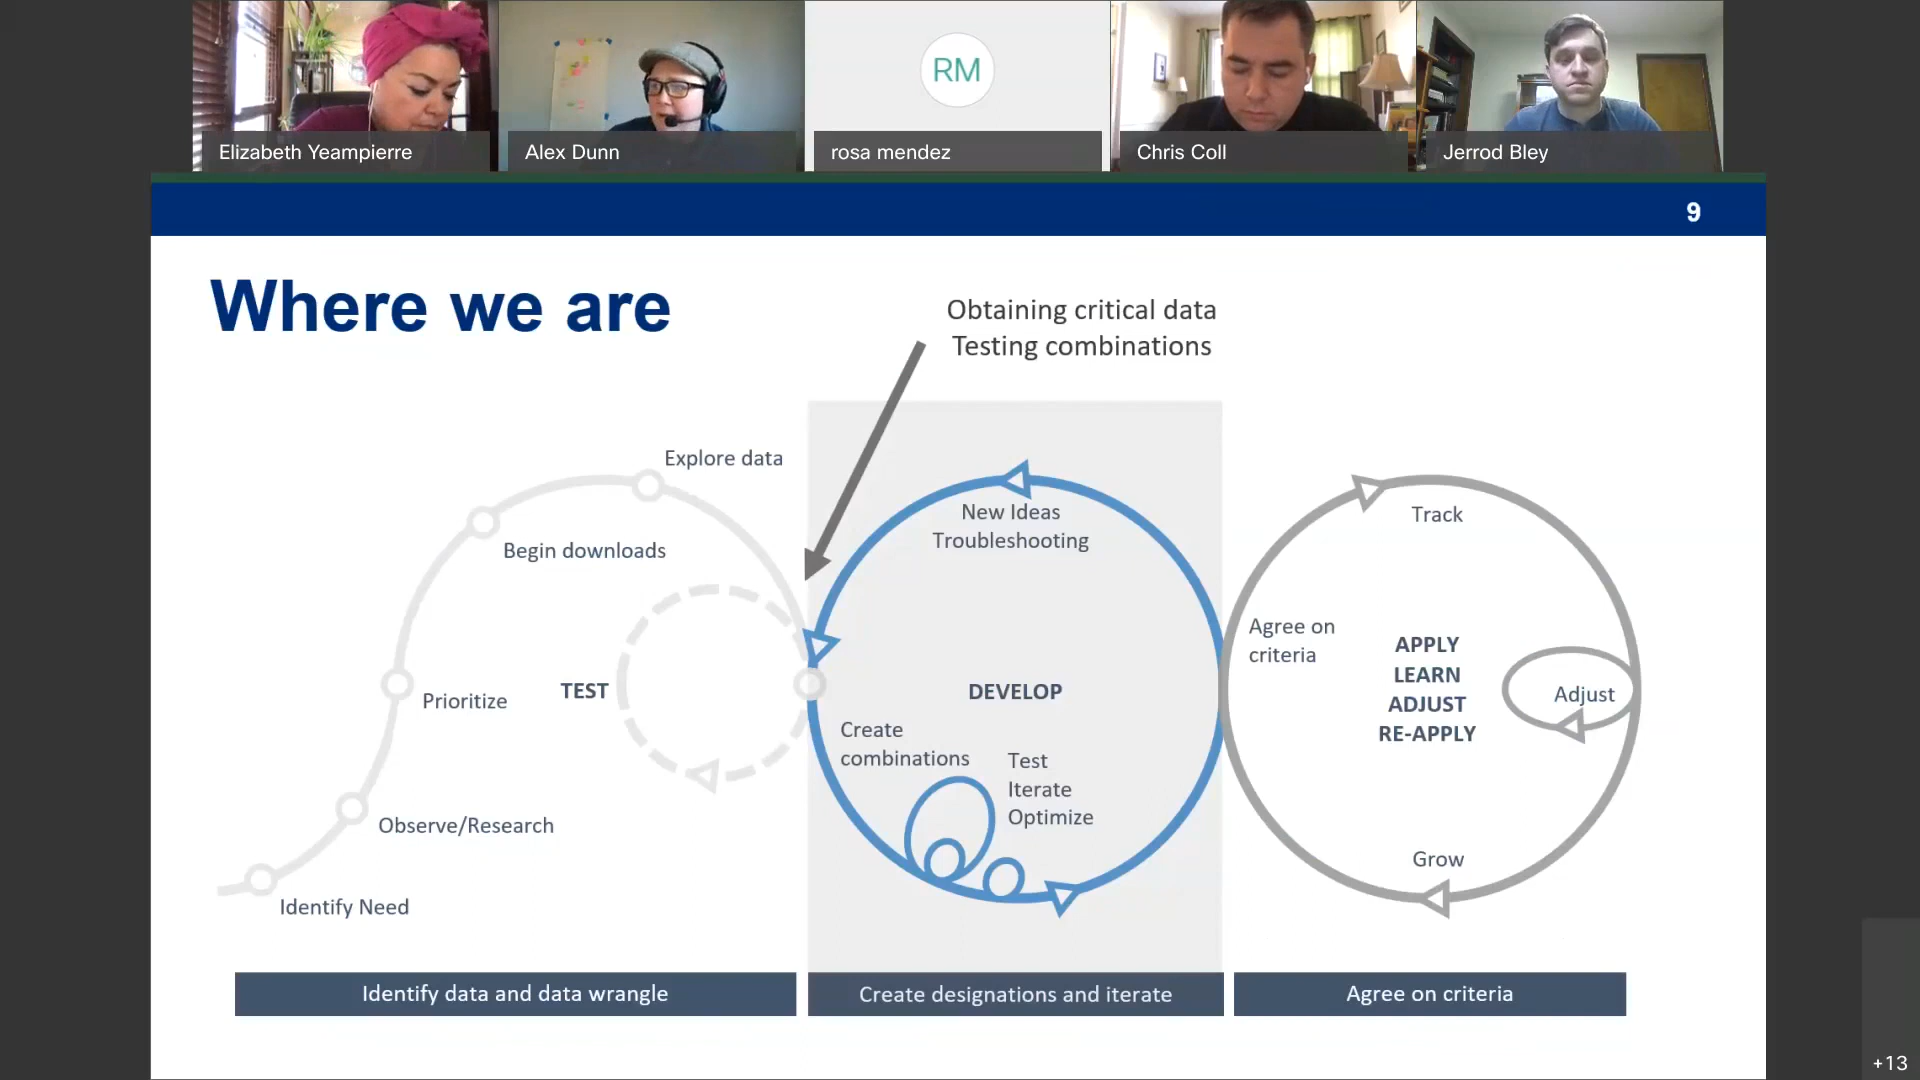 Elizabeth Yeampierre
Alex Dunn
RM
rosa mendez
Chris Coll
Jerrod Bley
9
Where we are
Obtaining critical data
Testing combinations
Explore data
Begin downloads
Prioritize
TEST
Observe/Research
Identify Need
New Ideas
Troubleshooting
DEVELOP
Create
combinations
Test
Iterate
Optimize
Track
Agree on
criteria
APPLY
LEARN
ADJUST
RE-APPLY
Adjust
Grow
Identify data and data wrangle
Create designations and iterate
Agree on criteria
+13